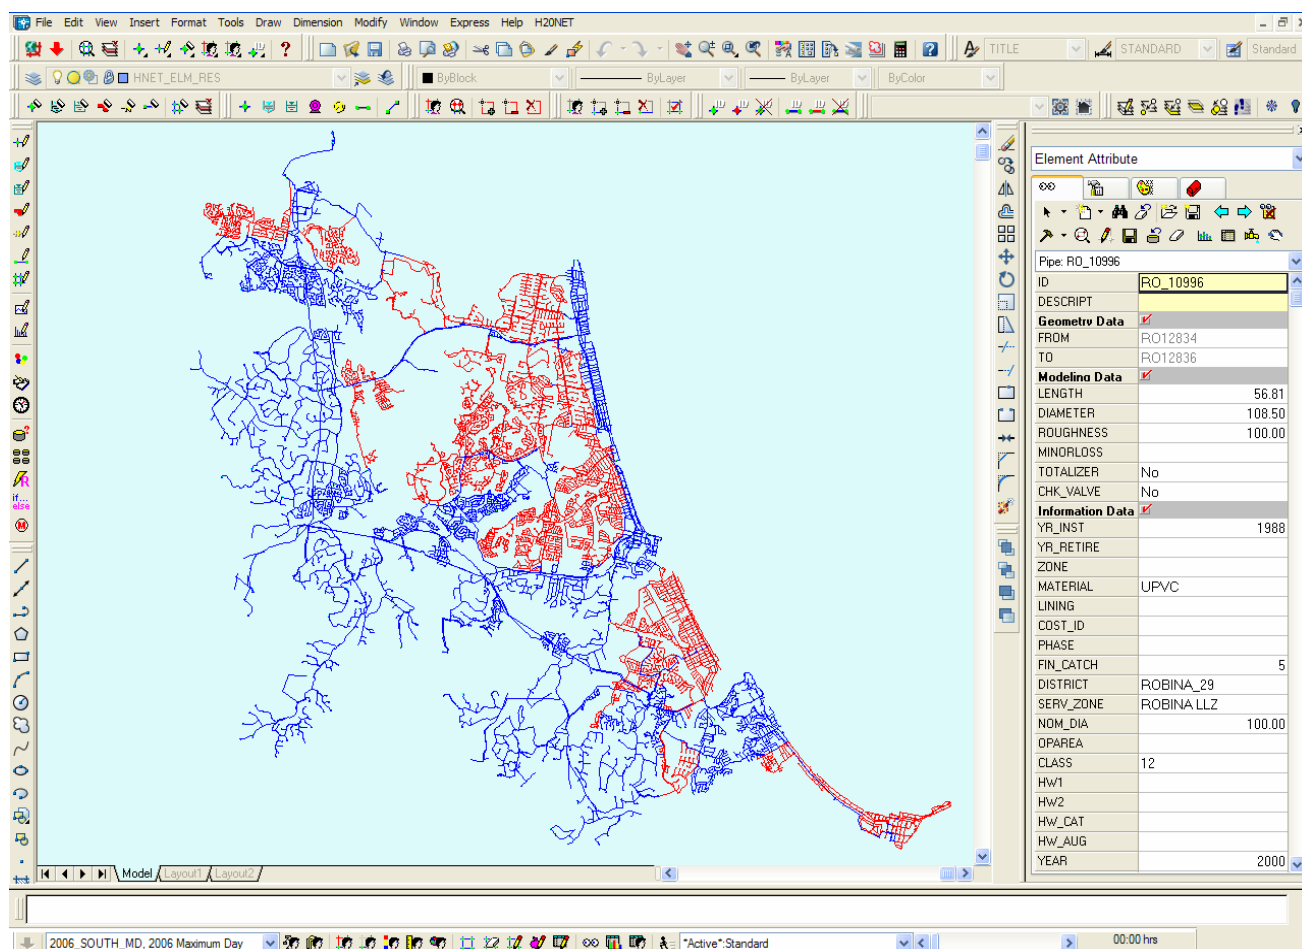 File Edit View Insert Format Tools Draw Dimension Modify Window Express Help H2ONET
TITLE STANDARD Standard
HNET_ELM_RES ByBlock ByLayer ByLayer ByColor
Element Attribute
Pipe: RO_10996
ID RO_10996
DESCRIPT
Geometry Data
FROM RO12834
TO RO12836
Modeling Data
LENGTH 56.81
DIAMETER 108.50
ROUGHNESS 100.00
MINORLOSS
TOTALIZER No
CHK_VALVE No
Information Data
YR_INST 1988
YR_RETIRE
ZONE
MATERIAL UPVC
LINING
COST_ID
PHASE
FIN_CATCH 5
DISTRICT ROBINA_29
SERV_ZONE ROBINA LLZ
NOM_DIA 100.00
OPAREA
CLASS 12
HW1
HW2
HW_CAT
HW_AUG
YEAR 2000
if...
else
Model Layout1 Layout2
2006_SOUTH_MD, 2006 Maximum Day *Active*:Standard 00:00 hrs